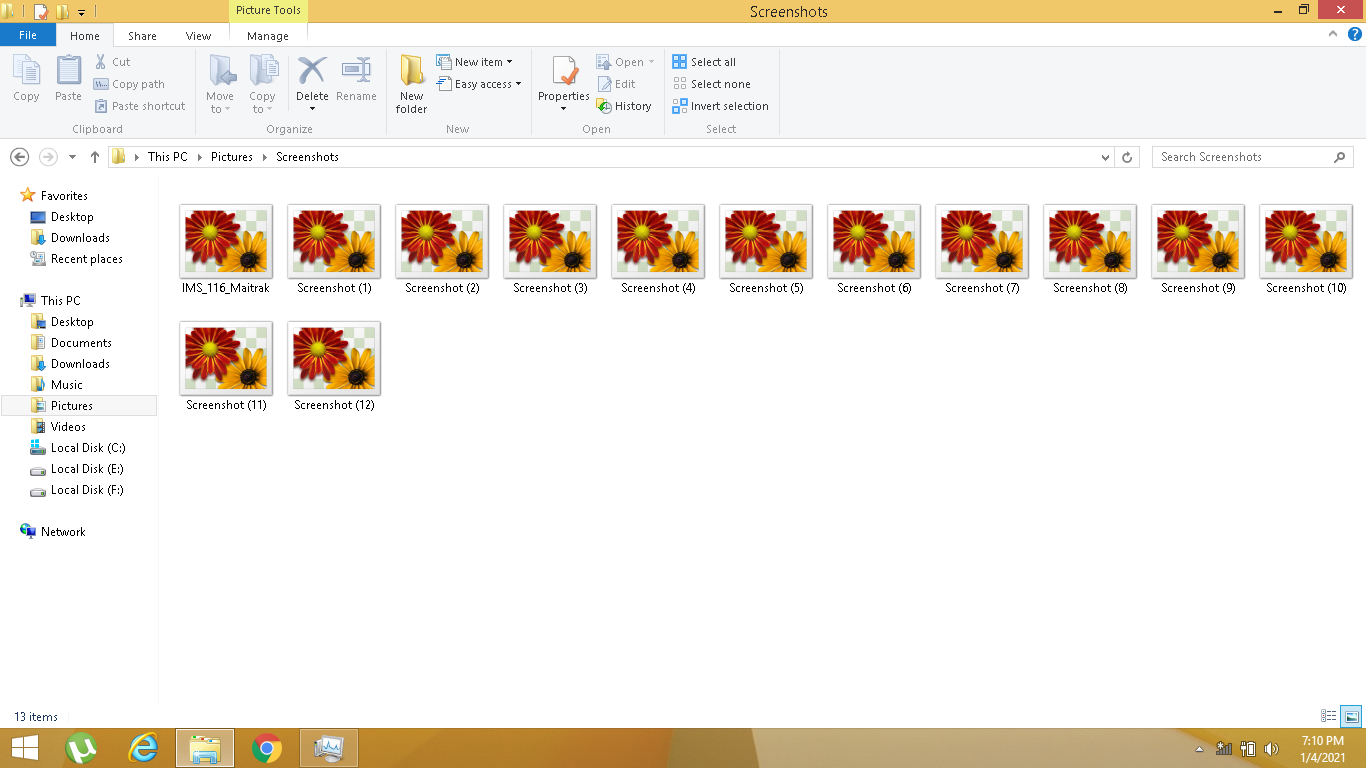 Picture Tools
Screenshots
File
Home
Share
View
Manage
Copy
Paste
Cut
Copy path
Paste shortcut
Clipboard
Move to
Copy to
Delete
Rename
Organize
New folder
New item
Easy access
New
Properties
Open
Edit
History
Open
Select all
Select none
Invert selection
Select
This PC
Pictures
Screenshots
Search Screenshots
Favorites
Desktop
Downloads
Recent places
This PC
Desktop
Documents
Downloads
Music
Pictures
Videos
Local Disk (C:)
Local Disk (E:)
Local Disk (F:)
Network
IMS_116_Maitrak
Screenshot (1)
Screenshot (2)
Screenshot (3)
Screenshot (4)
Screenshot (5)
Screenshot (6)
Screenshot (7)
Screenshot (8)
Screenshot (9)
Screenshot (10)
Screenshot (11)
Screenshot (12)
13 items
7:10 PM
1/4/2021